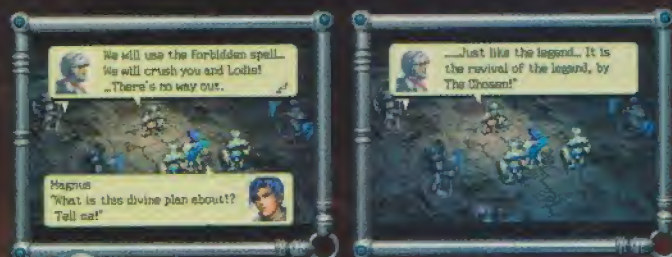 We will use the Forbidden spell...
We will crush you and Lodis!
...There's no way out.
Magnus
"What is this divine plan about!?
Tell me!"
......Just like the legend... It is
the revival of the legend, by
The Chosen!"